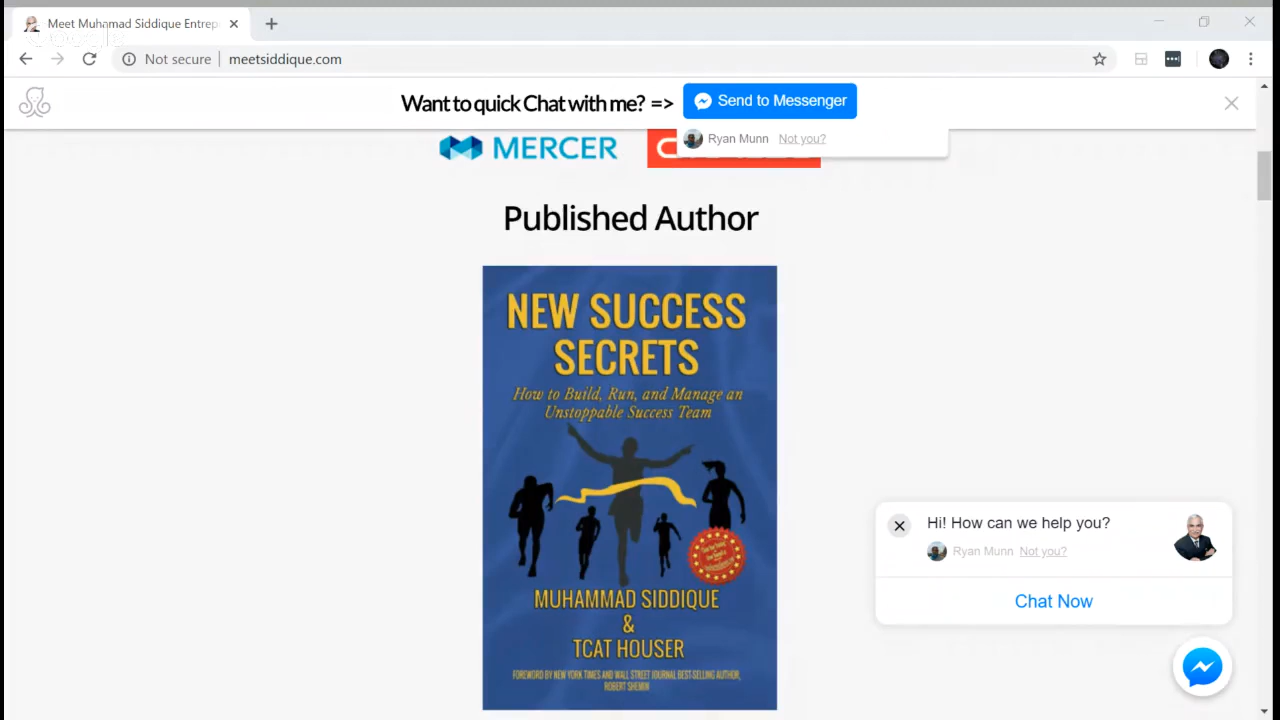 Meet Muhamad Siddique Entrep
Not secure
meetsiddique.com
Want to quick Chat with me? =>
Send to Messenger
Ryan Munn Not you?
MERCER
Published Author
NEW SUCCESS
SECRETS
How to Build, Run, and Manage an
Unstoppable Success Team
MUHAMMAD SIDDIQUE
&
TCAT HOUSER
FOREWORD BY NEW YORK TIMES AND WALL STREET JOURNAL BEST-SELLING AUTHOR,
ROBERT SHEMIN
Hi! How can we help you?
Ryan Munn Not you?
Chat Now